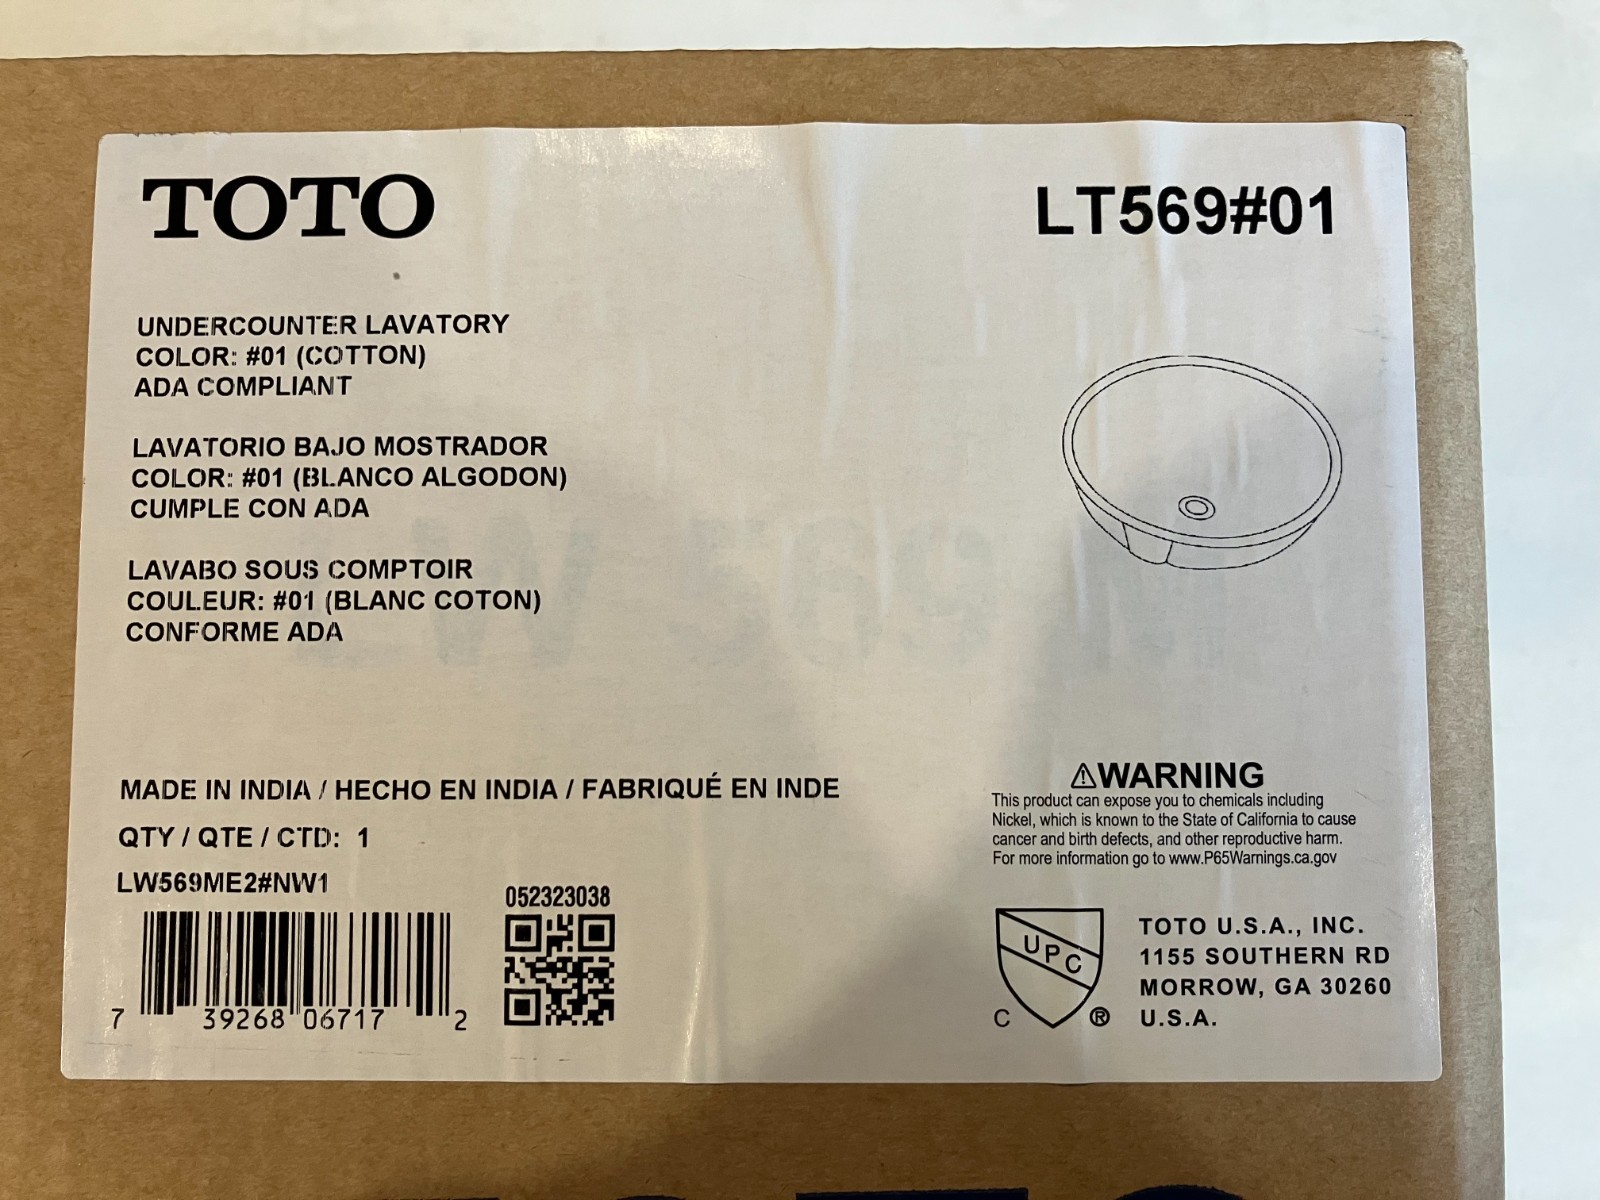 TOTO
LT569#01
UNDERCOUNTER LAVATORY
COLOR: #01 (COTTON)
ADA COMPLIANT
LAVATORIO BAJO MOSTRADOR
COLOR: #01 (BLANCO ALGODON)
CUMPLE CON ADA
LAVABO SOUS COMPTOIR
COULEUR: #01 (BLANC COTON)
CONFORME ADA
MADE IN INDIA / HECHO EN INDIA / FABRIQUÉ EN INDE
QTY / QTE / CTD: 1
LW569ME2#NW1
7 39268 06717 2
052323038
⚠WARNING
This product can expose you to chemicals including
Nickel, which is known to the State of California to cause
cancer and birth defects, and other reproductive harm.
For more information go to www.P65Warnings.ca.gov
UPC
C ®
TOTO U.S.A., INC.
1155 SOUTHERN RD
MORROW, GA 30260
U.S.A.